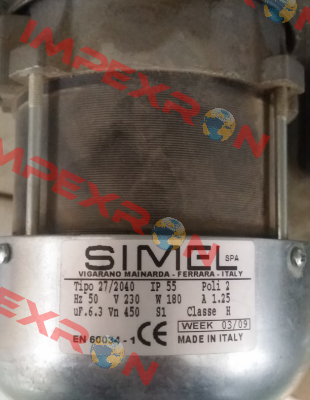 IMPEXRON
IMPEXRON
IMPEXRON
SIMEL SPA
VIGARANO MAINARDA - FERRARA - ITALY
Tipo 27/2040 IP 55 Poli 2
Hz 50 V 230 W 180 A 1.25
uF.6.3 Vn 450 S1 Classe H
WEEK 03/09
EN 60034-1 CE MADE IN ITALY